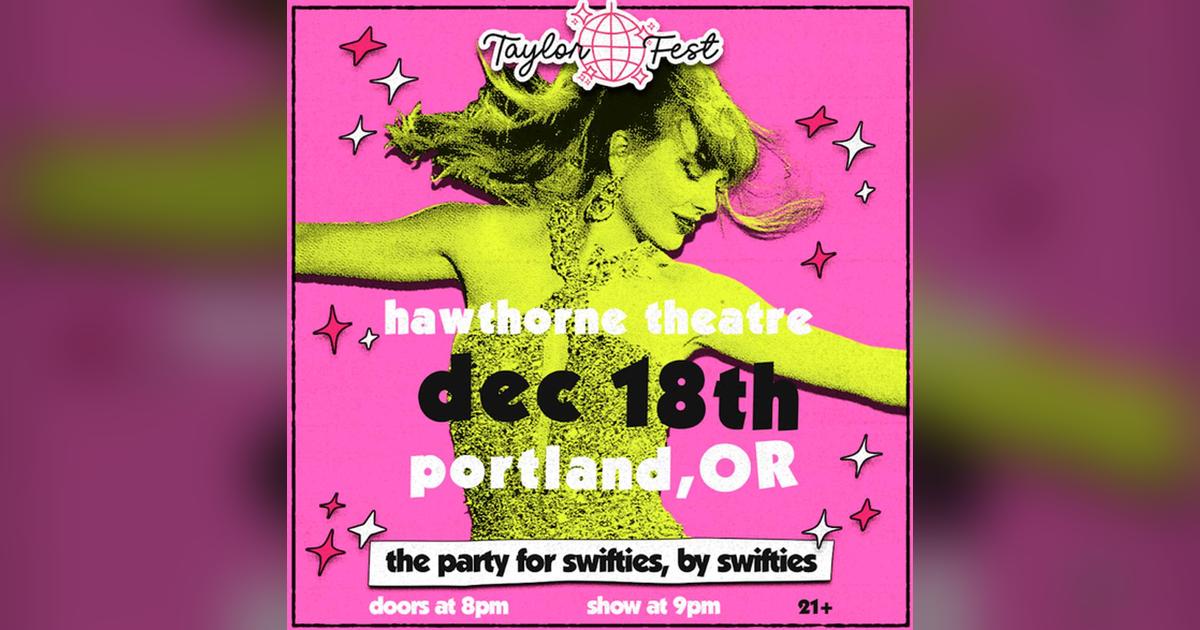 Taylor Fest
hawthorne theatre
dec 18th
portland,OR
the party for swifties, by swifties
doors at 8pm show at 9pm 21+